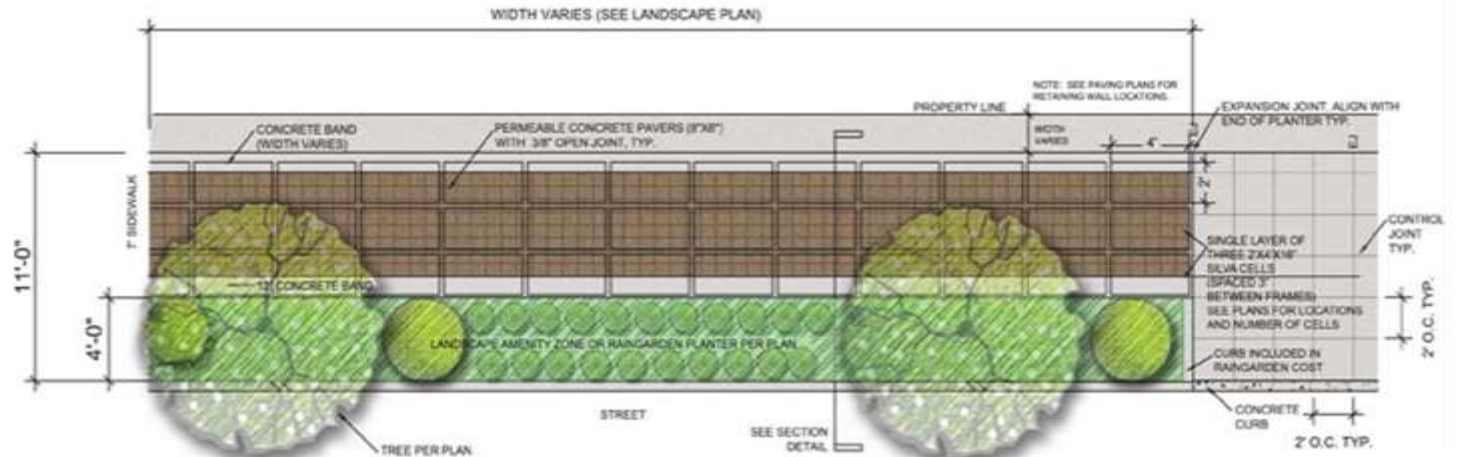 WIDTH VARIES (SEE LANDSCAPE PLAN)
NOTE: SEE PAVING PLANS FOR
RETAINING WALL LOCATIONS.
PROPERTY LINE
EXPANSION JOINT: ALIGN WITH
END OF PLANTER TYP.
CONCRETE BAND
(WIDTH VARIES)
PERMEABLE CONCRETE PAVERS (8"X8")
WITH 3/8" OPEN JOINT, TYP.
WIDTH
VARIES
4'
EJ
EJ
2'
7' SIDEWALK
11'-0"
CONTROL
JOINT
TYP.
SINGLE LAYER OF
THREE 2'X4'X16"
SILVA CELLS
(SPACED 3"
BETWEEN FRAMES)
SEE PLANS FOR LOCATIONS
AND NUMBER OF CELLS
12" CONCRETE BAND
4'-0"
2' O.C. TYP.
LANDSCAPE AMENITY ZONE OR RAINGARDEN PLANTER PER PLAN
CURB INCLUDED IN
RAINGARDEN COST
STREET
CONCRETE
CURB
SEE SECTION
DETAIL
TREE PER PLAN
2' O.C. TYP.